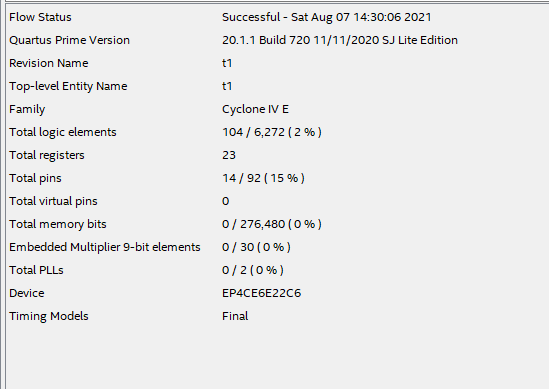 Flow Status Successful - Sat Aug 07 14:30:06 2021
Quartus Prime Version 20.1.1 Build 720 11/11/2020 SJ Lite Edition
Revision Name t1
Top-level Entity Name t1
Family Cyclone IV E
Total logic elements 104 / 6,272 ( 2 % )
Total registers 23
Total pins 14 / 92 ( 15 % )
Total virtual pins 0
Total memory bits 0 / 276,480 ( 0 % )
Embedded Multiplier 9-bit elements 0 / 30 ( 0 % )
Total PLLs 0 / 2 ( 0 % )
Device EP4CE6E22C6
Timing Models Final